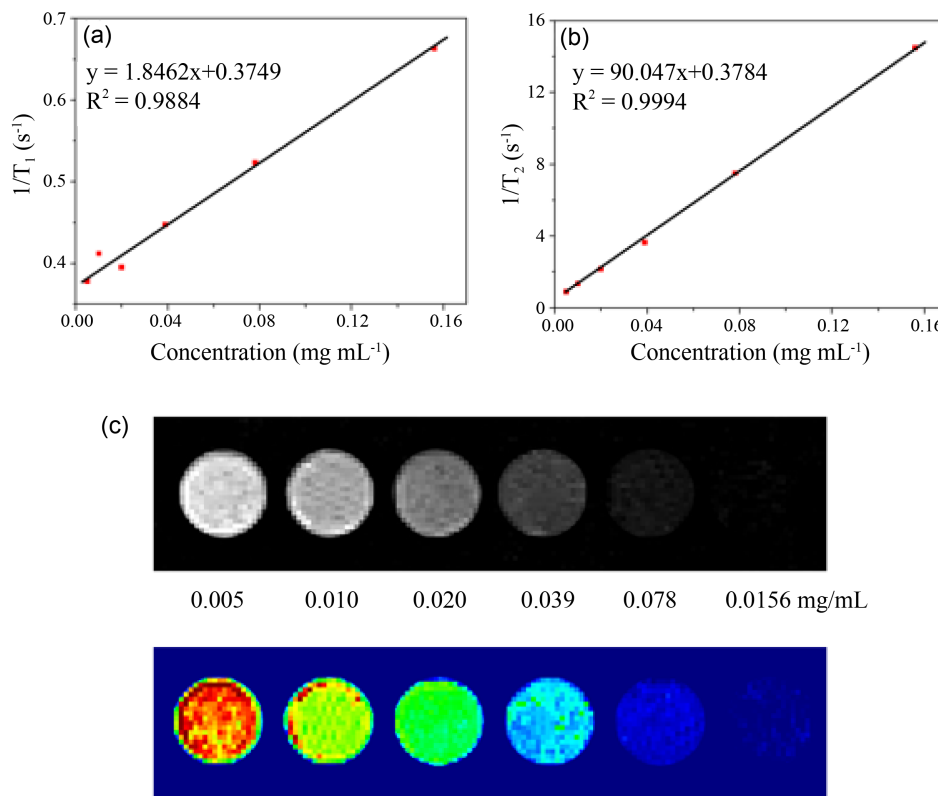 (a)
y = 1.8462x+0.3749
R² = 0.9884
1/T₁ (s⁻¹)
0.7
0.6
0.5
0.4
0.00
0.04
0.08
0.12
0.16
Concentration (mg mL⁻¹)
(b)
y = 90.047x+0.3784
R² = 0.9994
1/T₂ (s⁻¹)
16
12
8
4
0
0.00
0.04
0.08
0.12
0.16
Concentration (mg mL⁻¹)
(c)
0.005 0.010 0.020 0.039 0.078 0.0156 mg/mL